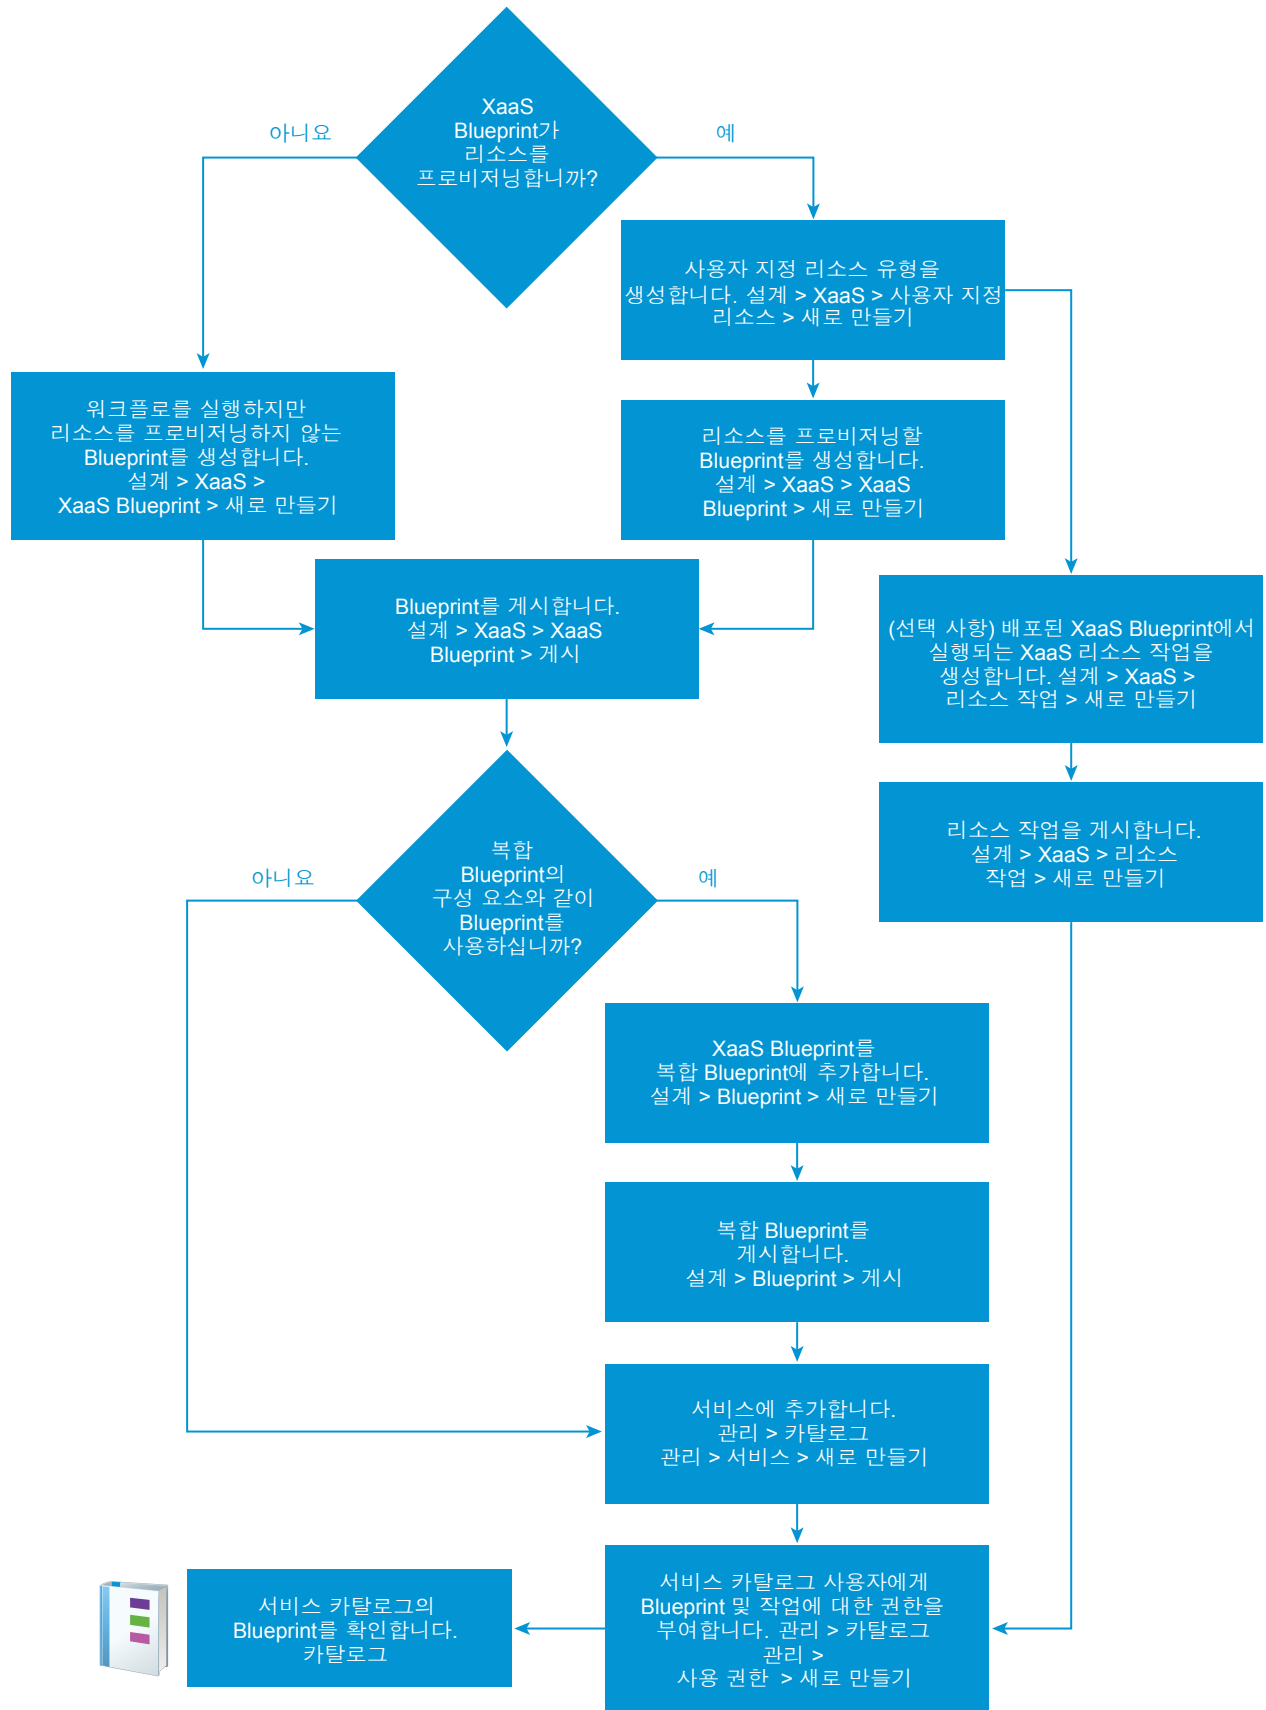 XaaS
Blueprint가
리소스를
프로비저닝합니까?
아니요
예
사용자 지정 리소스 유형을
생성합니다. 설계 > XaaS > 사용자 지정
리소스 > 새로 만들기
워크플로를 실행하지만
리소스를 프로비저닝하지 않는
Blueprint를 생성합니다.
설계 > XaaS >
XaaS Blueprint > 새로 만들기
리소스를 프로비저닝할
Blueprint를 생성합니다.
설계 > XaaS > XaaS
Blueprint > 새로 만들기
Blueprint를 게시합니다.
설계 > XaaS > XaaS
Blueprint > 게시
(선택 사항) 배포된 XaaS Blueprint에서
실행되는 XaaS 리소스 작업을
생성합니다. 설계 > XaaS >
리소스 작업 > 새로 만들기
리소스 작업을 게시합니다.
설계 > XaaS > 리소스
작업 > 새로 만들기
복합
Blueprint의
구성 요소와 같이
Blueprint를
사용하십니까?
아니요
예
XaaS Blueprint를
복합 Blueprint에 추가합니다.
설계 > Blueprint > 새로 만들기
복합 Blueprint를
게시합니다.
설계 > Blueprint > 게시
서비스에 추가합니다.
관리 > 카탈로그
관리 > 서비스 > 새로 만들기
서비스 카탈로그 사용자에게
Blueprint 및 작업에 대한 권한을
부여합니다. 관리 > 카탈로그
관리 >
사용 권한 > 새로 만들기
서비스 카탈로그의
Blueprint를 확인합니다.
카탈로그